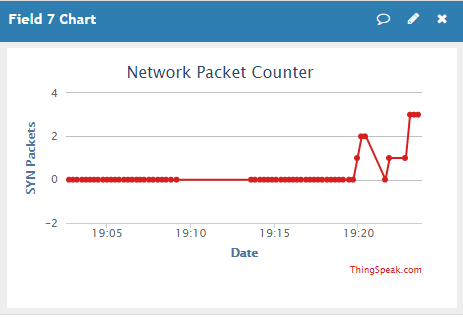 Field 7 Chart
Network Packet Counter
SYN Packets
4
2
0
-2
19:05 19:10 19:15 19:20
Date
ThingSpeak.com